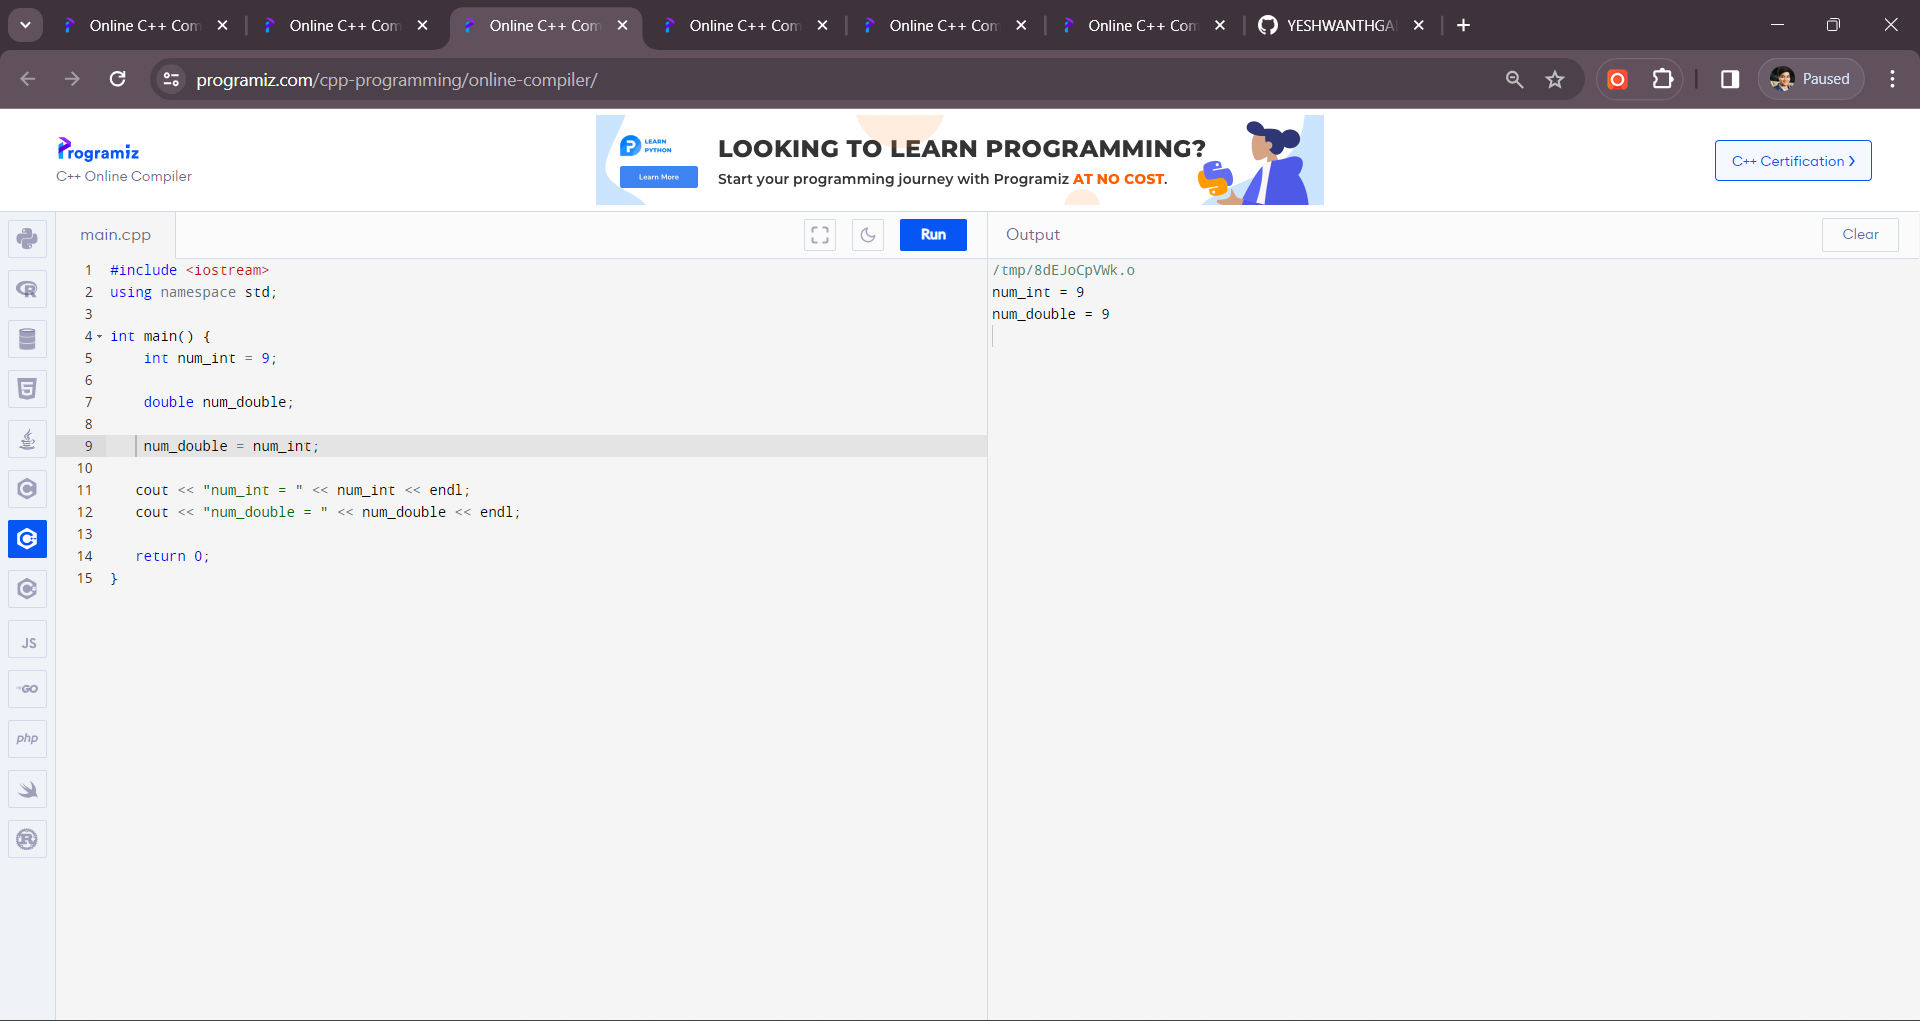 Online C++ Com
Online C++ Com
Online C++ Com
Online C++ Com
Online C++ Com
Online C++ Com
YESHWANTHGA
programiz.com/cpp-programming/online-compiler/
Paused
Programiz
C++ Online Compiler
LEARN
PYTHON
Learn More
LOOKING TO LEARN PROGRAMMING?
Start your programming journey with Programiz AT NO COST.
C++ Certification
main.cpp
Run
Output
Clear
1 #include <iostream>
2 using namespace std;
3
4 int main() {
5 int num_int = 9;
6
7 double num_double;
8
9 num_double = num_int;
10
11 cout << "num_int = " << num_int << endl;
12 cout << "num_double = " << num_double << endl;
13
14 return 0;
15 }
/tmp/8dEJoCpVWk.o
num_int = 9
num_double = 9
R
5
C
JS
GO
php
R